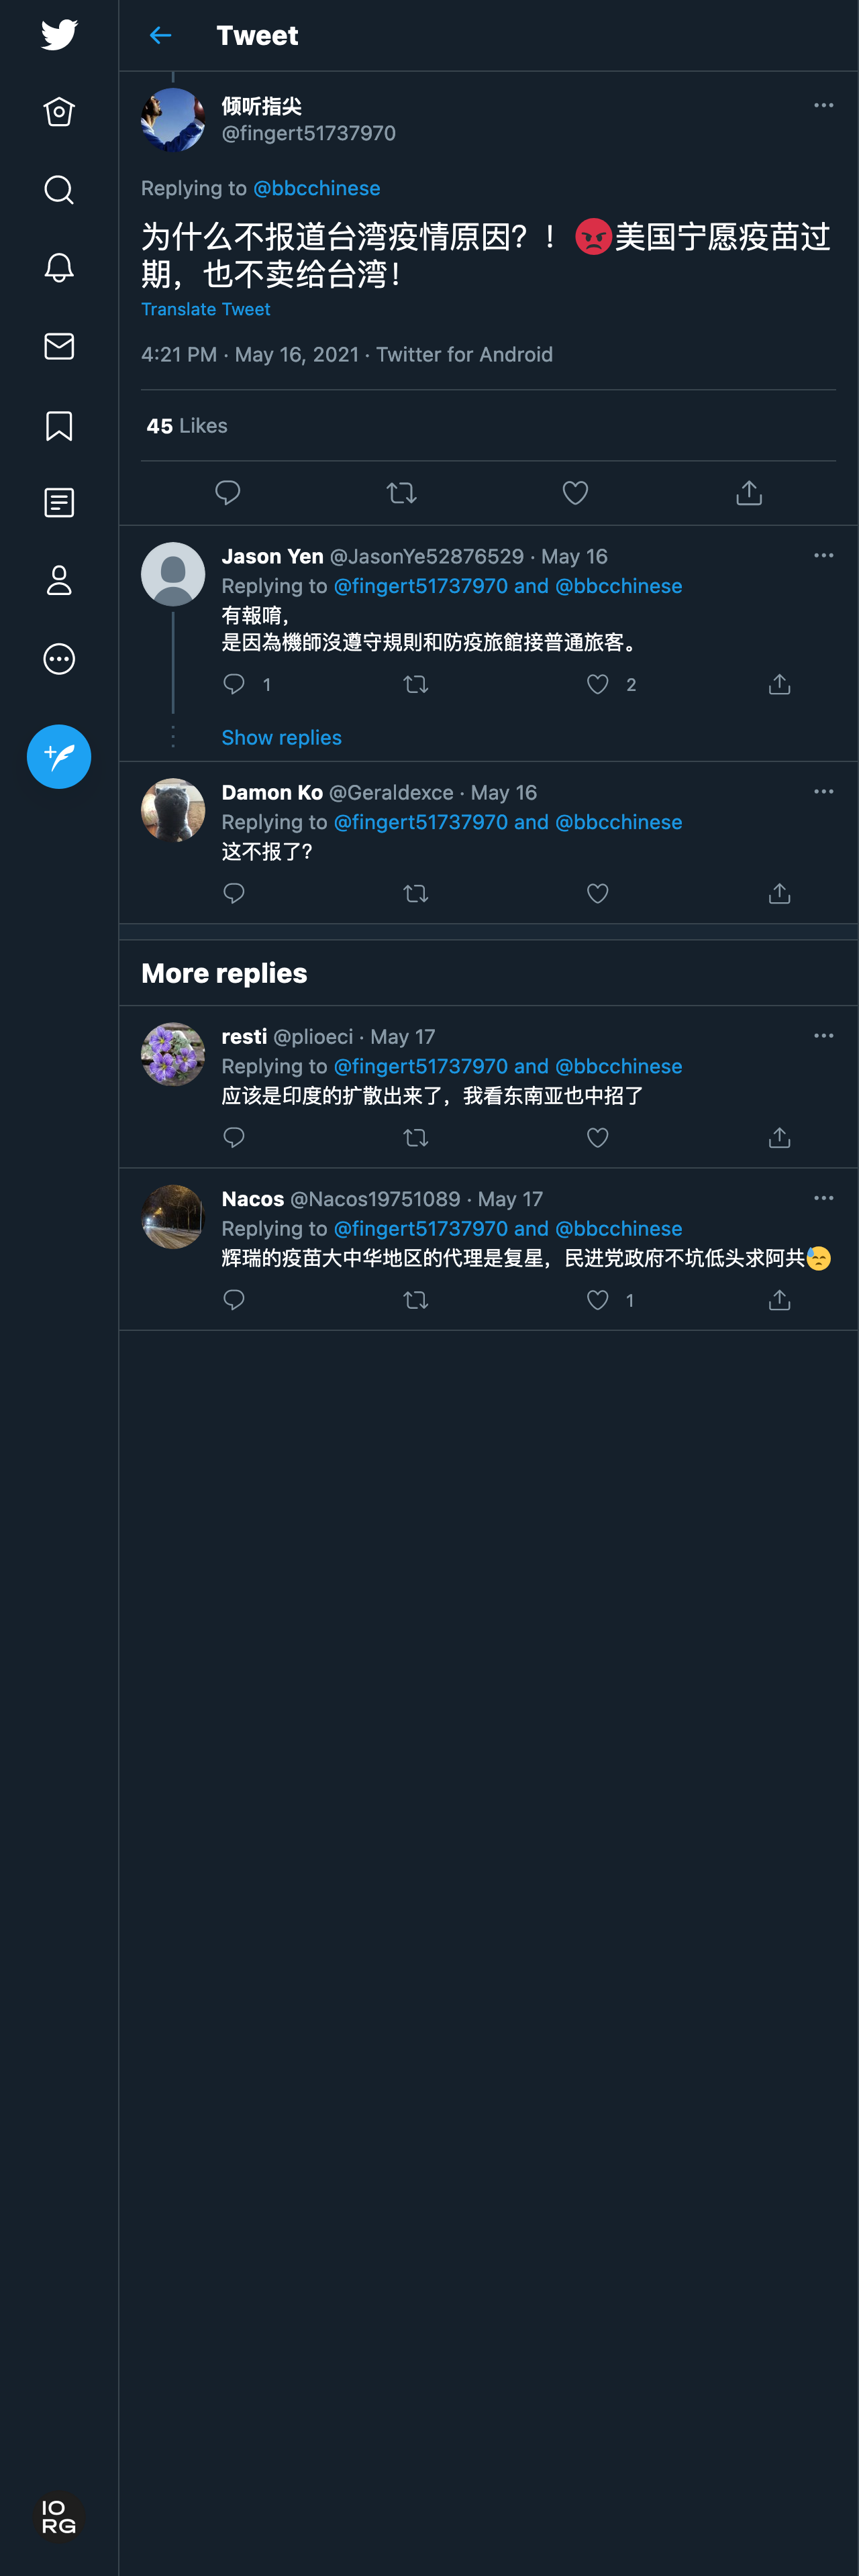 Tweet
倾听指尖
@fingert51737970
Replying to @bbcchinese
为什么不报道台湾疫情原因？！😡美国宁愿疫苗过
期，也不卖给台湾！
Translate Tweet
4:21 PM · May 16, 2021 · Twitter for Android
45 Likes
Jason Yen @JasonYe52876529 · May 16
Replying to @fingert51737970 and @bbcchinese
有報唷，
是因為機師沒遵守規則和防疫旅館接普通旅客。
1 2
Show replies
Damon Ko @Geraldexce · May 16
Replying to @fingert51737970 and @bbcchinese
这不报了？
More replies
resti @plioeci · May 17
Replying to @fingert51737970 and @bbcchinese
应该是印度的扩散出来了，我看东南亚也中招了
Nacos @Nacos19751089 · May 17
Replying to @fingert51737970 and @bbcchinese
辉瑞的疫苗大中华地区的代理是复星，民进党政府不坑低头求阿共😓
1
IO
RG